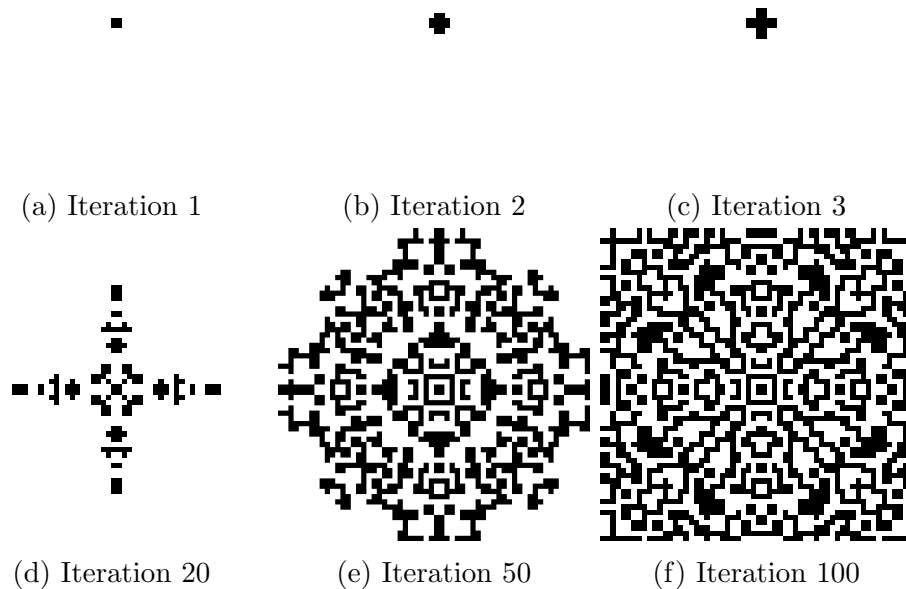 (a) Iteration 1
(b) Iteration 2
(c) Iteration 3
(d) Iteration 20
(e) Iteration 50
(f) Iteration 100